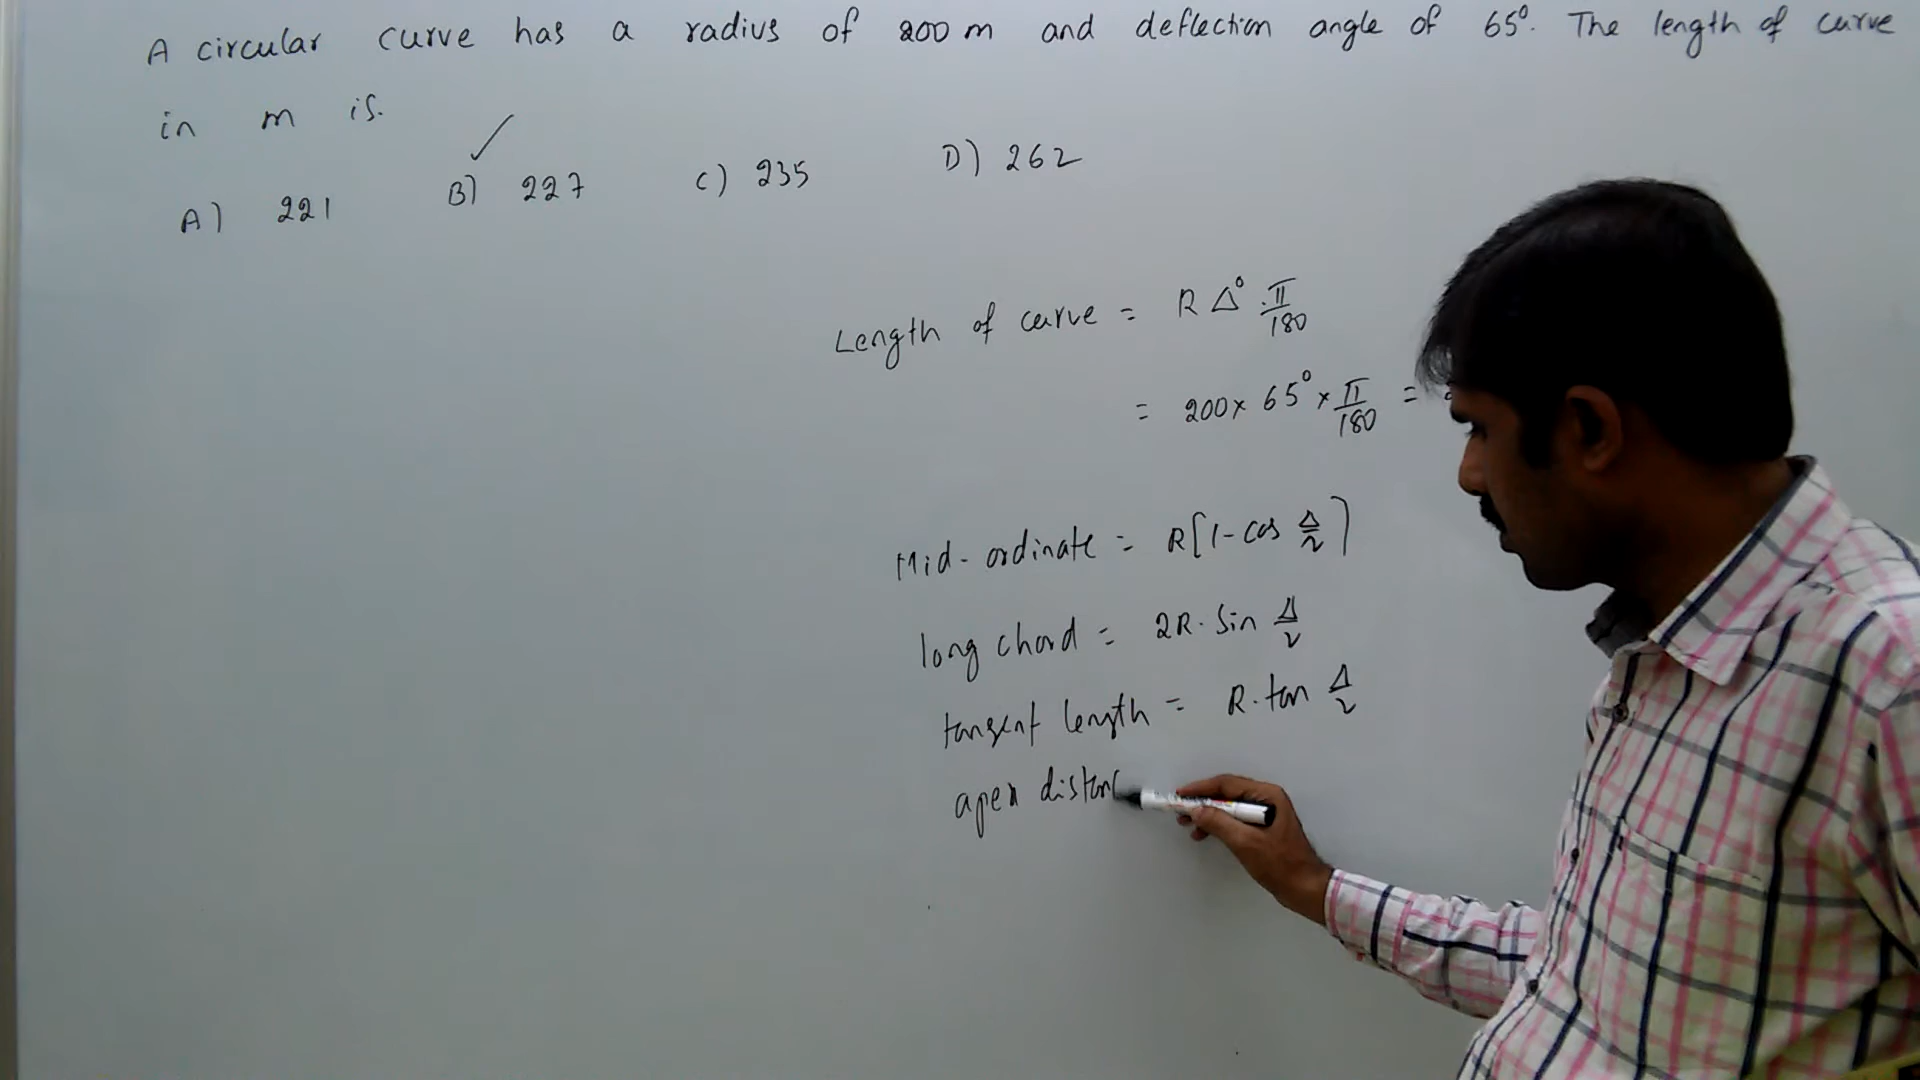 A circular curve has a radius of 200 m and deflection angle of 65°. The length of curve
in m is.
A) 221 B) 227 C) 235 D) 262
Length of curve = R Δ° . π/180
= 200 × 65° × π/180 =
Mid-ordinate = R[1 - cos Δ/2]
long chord = 2R. sin Δ/2
tangent length = R. tan Δ/2
apex distanc